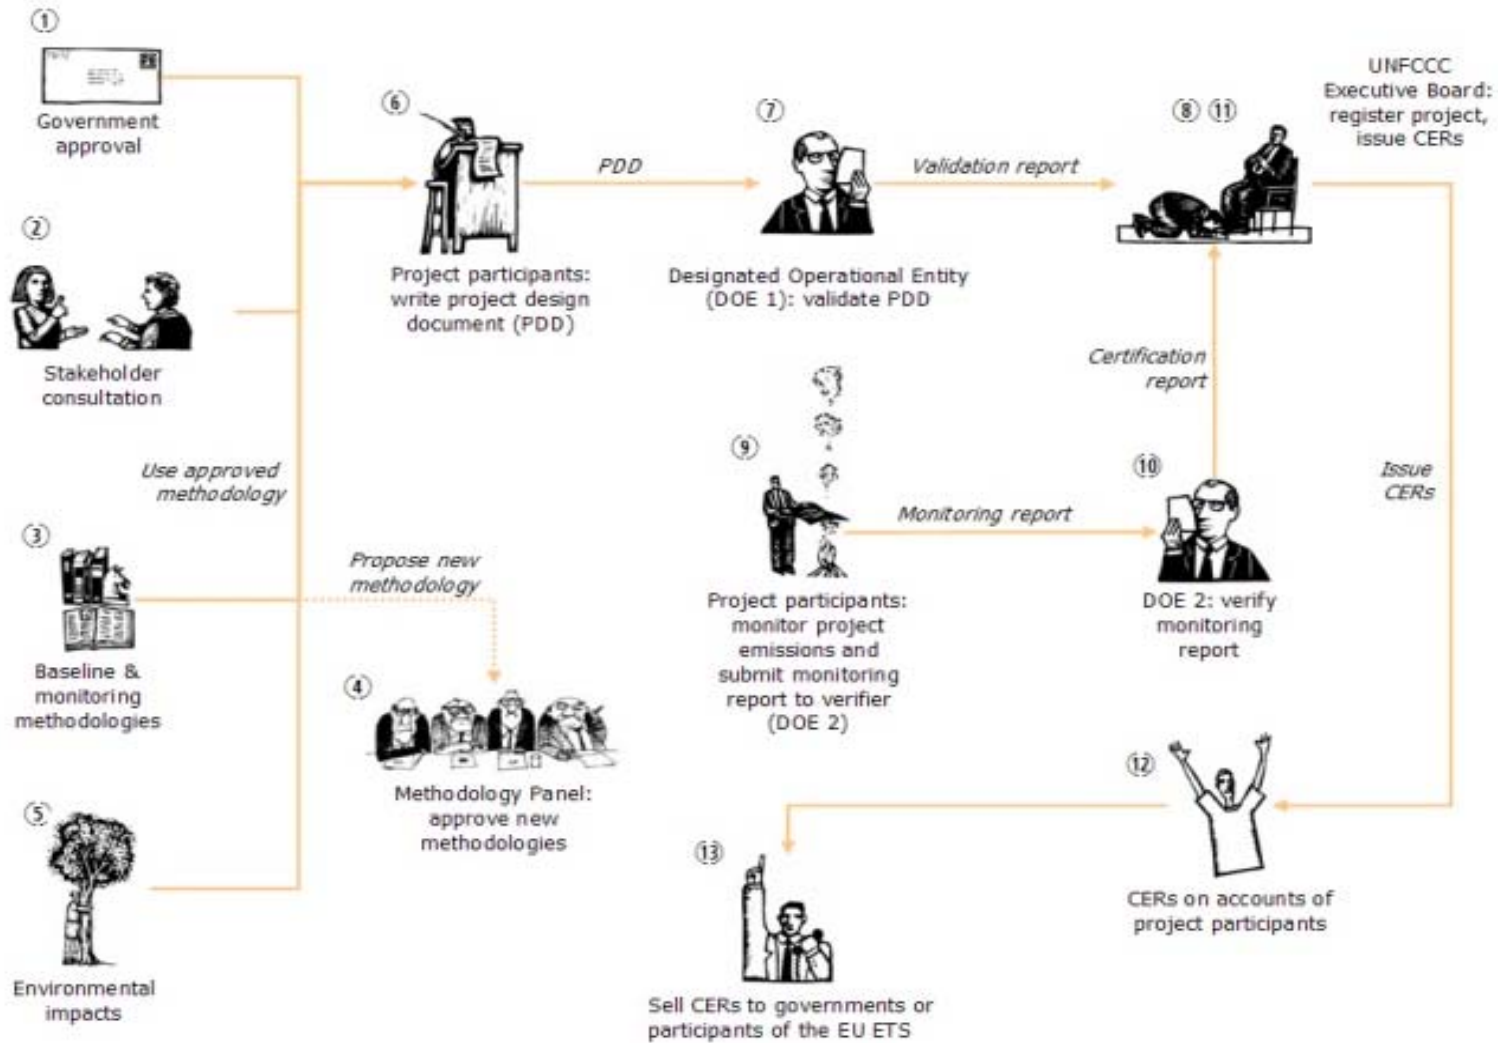 1
Government
approval
2
Stakeholder
consultation
Use approved
methodology
3
Baseline &
monitoring
methodologies
Propose new
methodology
4
Methodology Panel:
approve new
methodologies
5
Environmental
impacts
6
Project participants:
write project design
document (PDD)
PDD
7
Designated Operational Entity
(DOE 1): validate PDD
Validation report
8 11
UNFCCC
Executive Board:
register project,
issue CERs
9
Project participants:
monitor project
emissions and
submit monitoring
report to verifier
(DOE 2)
Monitoring report
10
DOE 2: verify
monitoring
report
Certification
report
Issue
CERs
12
CERs on accounts of
project participants
13
Sell CERs to governments or
participants of the EU ETS